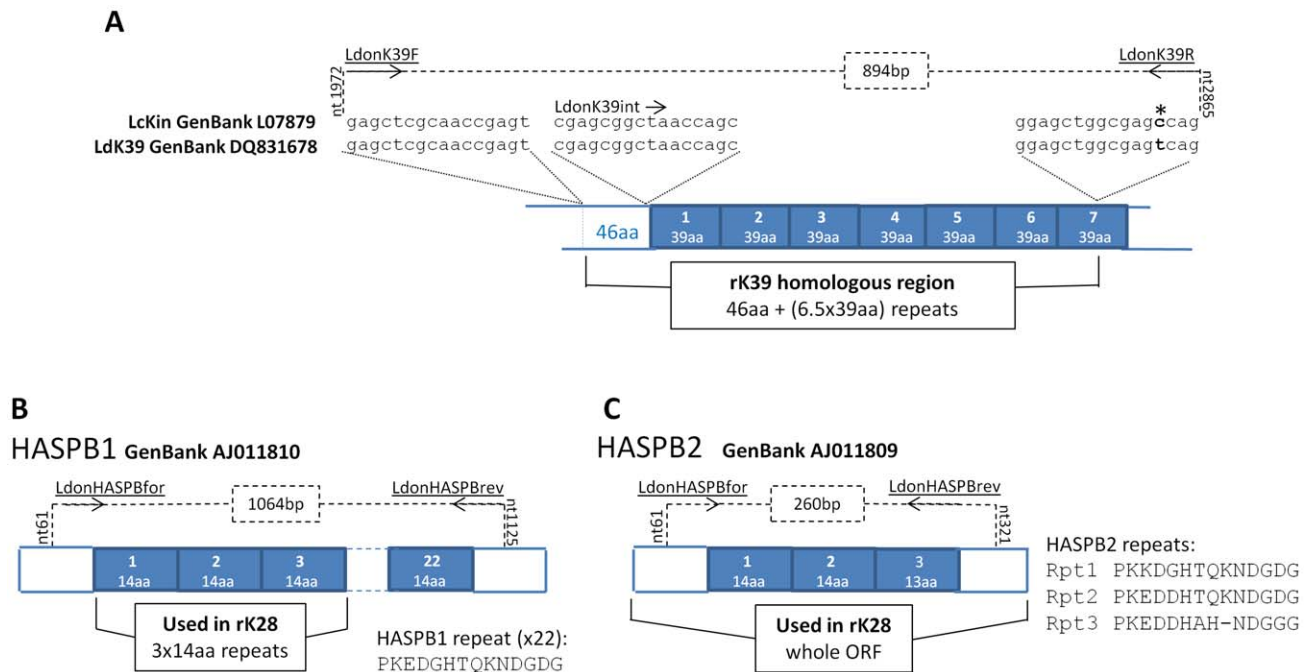 A
LdonK39F
894bp
LdonK39R
nt 1972
nt2865
LdonK39int
*
LcKin GenBank L07879 gagctcgcaaccgagt cgagcggctaaccagc ggagctggcgagccag
LdK39 GenBank DQ831678 gagctcgcaaccgagt cgagcggctaaccagc ggagctggcgagtcag
46aa
1 2 3 4 5 6 7
39aa 39aa 39aa 39aa 39aa 39aa 39aa
rK39 homologous region
46aa + (6.5x39aa) repeats
B
HASPB1 GenBank AJ011810
LdonHASPBfor
1064bp
LdonHASPBrev
nt61
nt1125
1 2 3 22
14aa 14aa 14aa 14aa
Used in rK28
3x14aa repeats
HASPB1 repeat (x22):
PKEDGHTQKNDGDG
C
HASPB2 GenBank AJ011809
LdonHASPBfor
260bp
LdonHASPBrev
nt61
nt321
1 2 3
14aa 14aa 13aa
Used in rK28
whole ORF
HASPB2 repeats:
Rpt1 PKKDGHTQKNDGDG
Rpt2 PKEDDHTQKNDGDG
Rpt3 PKEDDHAH-NDGGG